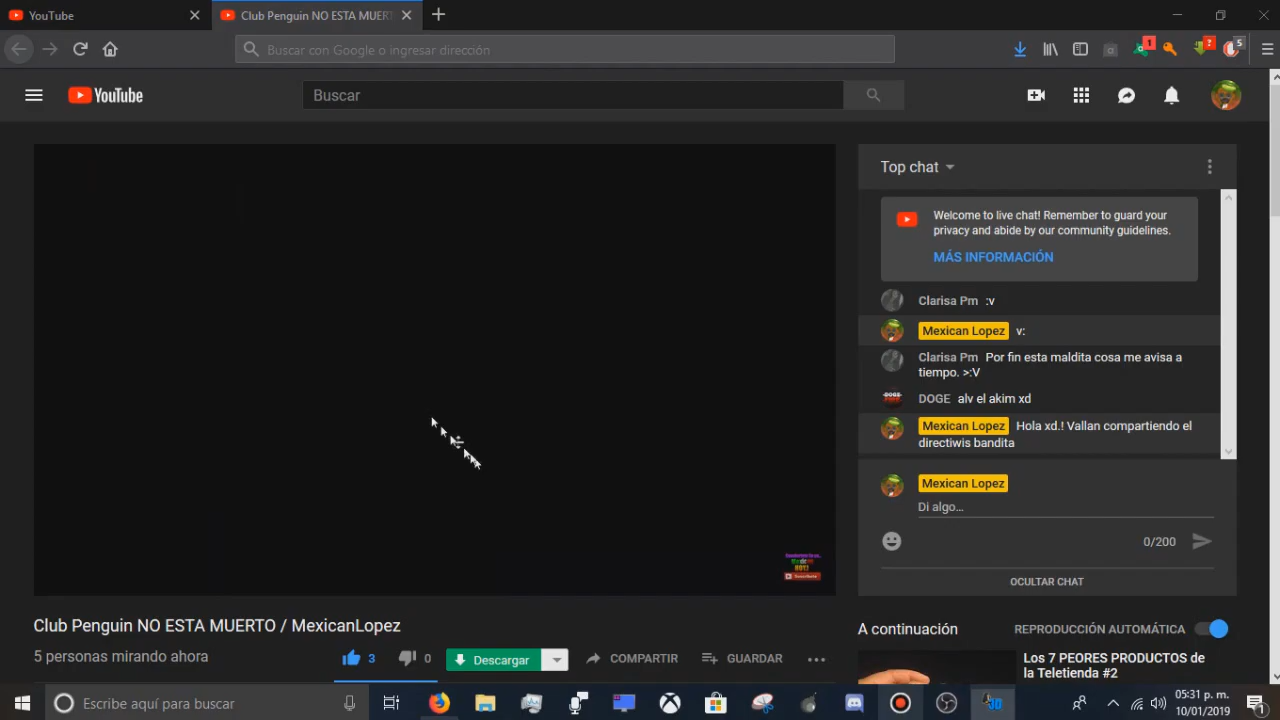 YouTube
Club Penguin NO ESTA MUERT
Buscar con Google o ingresar dirección
1
?
5
YouTube
Buscar
Top chat
Welcome to live chat! Remember to guard your
privacy and abide by our community guidelines.
MÁS INFORMACIÓN
Clarisa Pm :v
Mexican Lopez v:
Clarisa Pm Por fin esta maldita cosa me avisa a
tiempo. >:V
DOGE alv el akim xd
Mexican Lopez Hola xd.! Vallan compartiendo el
directiwis bandita
Mexican Lopez
Di algo...
0/200
OCULTAR CHAT
Club Penguin NO ESTA MUERTO / MexicanLopez
5 personas mirando ahora
3
0
Descargar
COMPARTIR
GUARDAR
A continuación
REPRODUCCIÓN AUTOMÁTICA
Los 7 PEORES PRODUCTOS de
la Teletienda #2
Escribe aquí para buscar
05:31 p. m.
10/01/2019
1